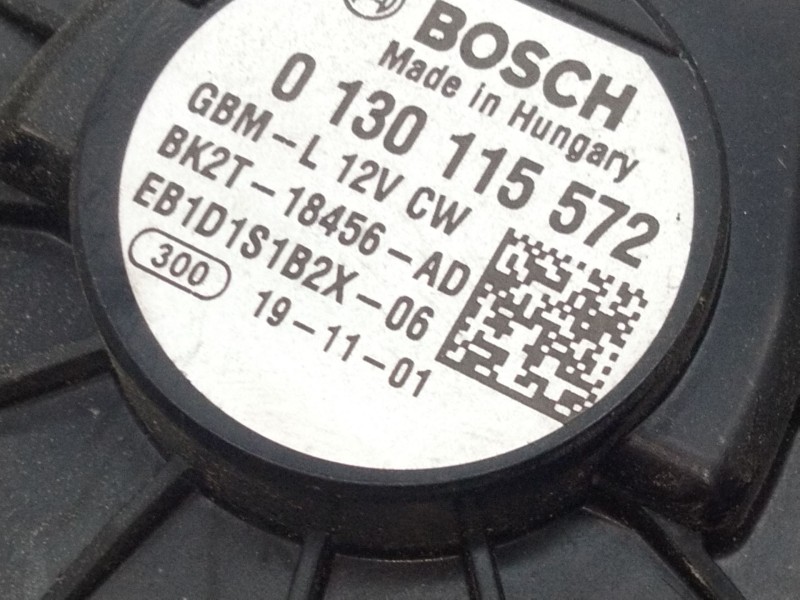 BOSCH
Made in Hungary
0 130 115 572
GBM-L 12V CW
BK2T-18456-AD
EB1D1S1B2X-06
300
19-11-01